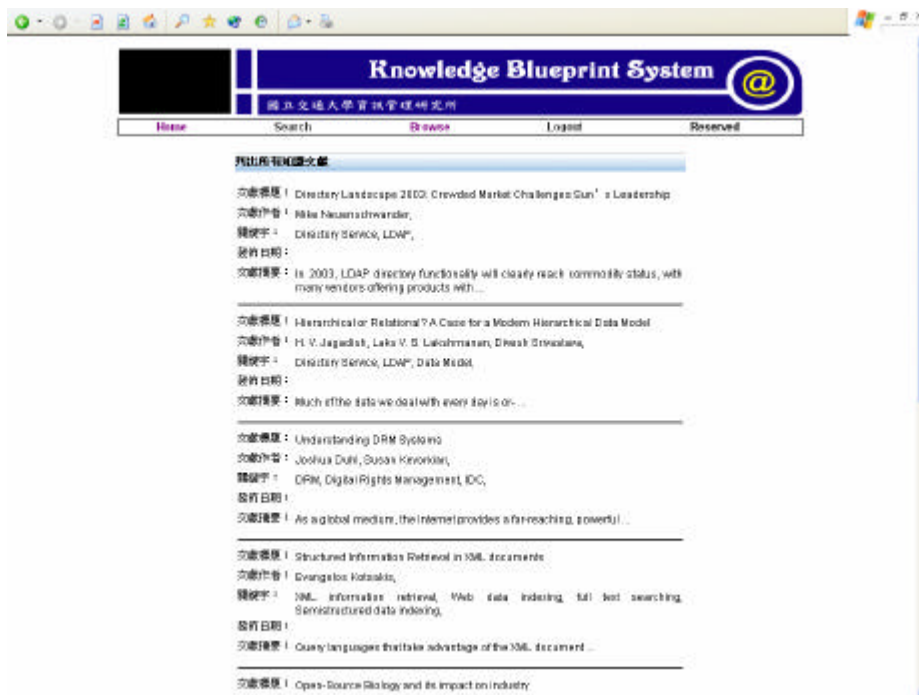 Knowledge Blueprint System
@
國立交通大學資訊管理研究所
Home Search Browse Logout Reserved
列出所有知識文獻
文獻標題： Directory Landscape 2003: Crowded Market Challenges Sun's Leadership
文獻作者： Mike Neuenschwander,
關鍵字： Directory Service, LDAP,
發佈日期：
文獻摘要： In 2003, LDAP directory functionality will clearly reach commodity status, with
many vendors offering products with...
文獻標題： Hierarchical or Relational? A Case for a Modern Hierarchical Data Model
文獻作者： H. V. Jagadish, Laks V. S. Lakshmanan, Divesh Srivastava,
關鍵字： Directory Service, LDAP, Data Model,
發佈日期：
文獻摘要： Much of the data we deal with every day is or-...
文獻標題： Understanding DRM Systems
文獻作者： Joshua Duhl, Susan Kevorkian,
關鍵字： DRM, Digital Rights Management, IDC,
發佈日期：
文獻摘要： As a global medium, the Internet provides a far-reaching, powerful...
文獻標題： Structured Information Retrieval in XML documents
文獻作者： Evangelos Kotsakis,
關鍵字： XML information retrieval, Web data indexing, full text searching,
Semistructured data indexing,
發佈日期：
文獻摘要： Query languages that take advantage of the XML document...
文獻標題： Open-Source Biology and its impact on industry